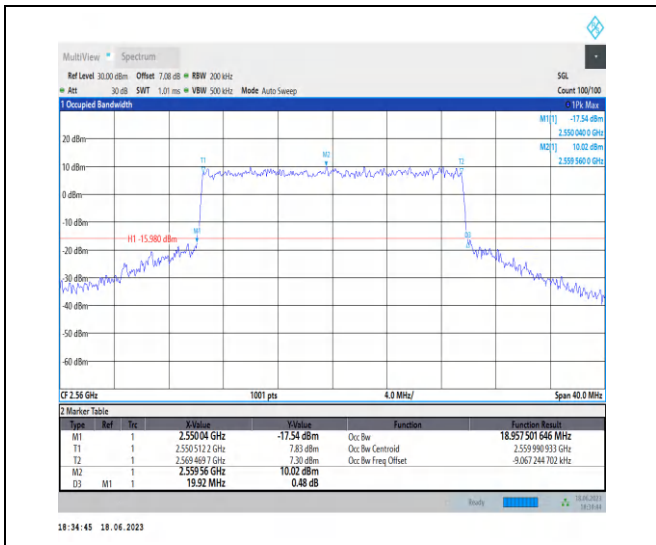 MultiView Spectrum
Ref Level 30.00 dBm Offset 7.08 dB RBW 200 kHz SGL
Att 30 dB SWT 1.01 ms VBW 500 kHz Mode Auto Sweep Count 100/100
1 Occupied Bandwidth 1Pk Max
M1[1] -17.54 dBm
2.550 040 0 GHz
M2[1] 10.02 dBm
2.559 560 0 GHz
20 dBm
T1 M2 T2
10 dBm
0 dBm
-10 dBm
M1 D3
H1 -15.980 dBm
-20 dBm
-30 dBm
-40 dBm
-50 dBm
-60 dBm
CF 2.56 GHz 1001 pts 4.0 MHz/ Span 40.0 MHz
2 Marker Table
Type Ref Trc X-Value Y-Value Function Function Result
M1 1 2.55004 GHz -17.54 dBm Occ Bw 18.957 501 646 MHz
T1 1 2.550 512 2 GHz 7.83 dBm Occ Bw Centroid 2.559 990 933 GHz
T2 1 2.569 469 7 GHz 7.30 dBm Occ Bw Freq Offset -9.067 244 702 kHz
M2 1 2.559 56 GHz 10.02 dBm
D3 M1 1 19.92 MHz 0.48 dB
Ready 18.06.2023
18:34:44
18:34:45 18.06.2023